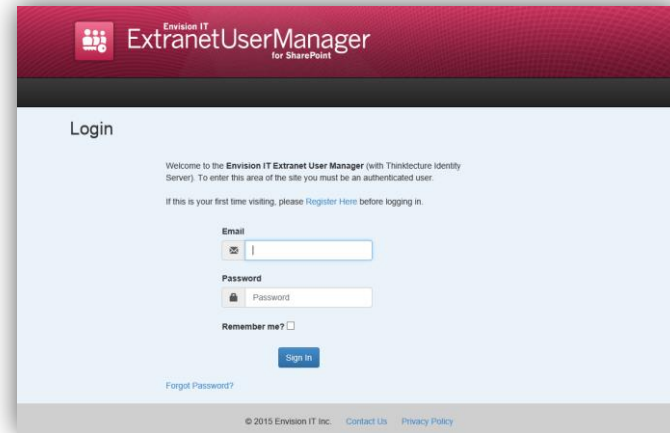 Envision IT
ExtranetUserManager
for SharePoint
Login
Welcome to the Envision IT Extranet User Manager (with Thinktecture Identity
Server). To enter this area of the site you must be an authenticated user.
If this is your first time visiting, please Register Here before logging in.
Email
Password
Password
Remember me?
Sign In
Forgot Password?
© 2015 Envision IT Inc. Contact Us Privacy Policy